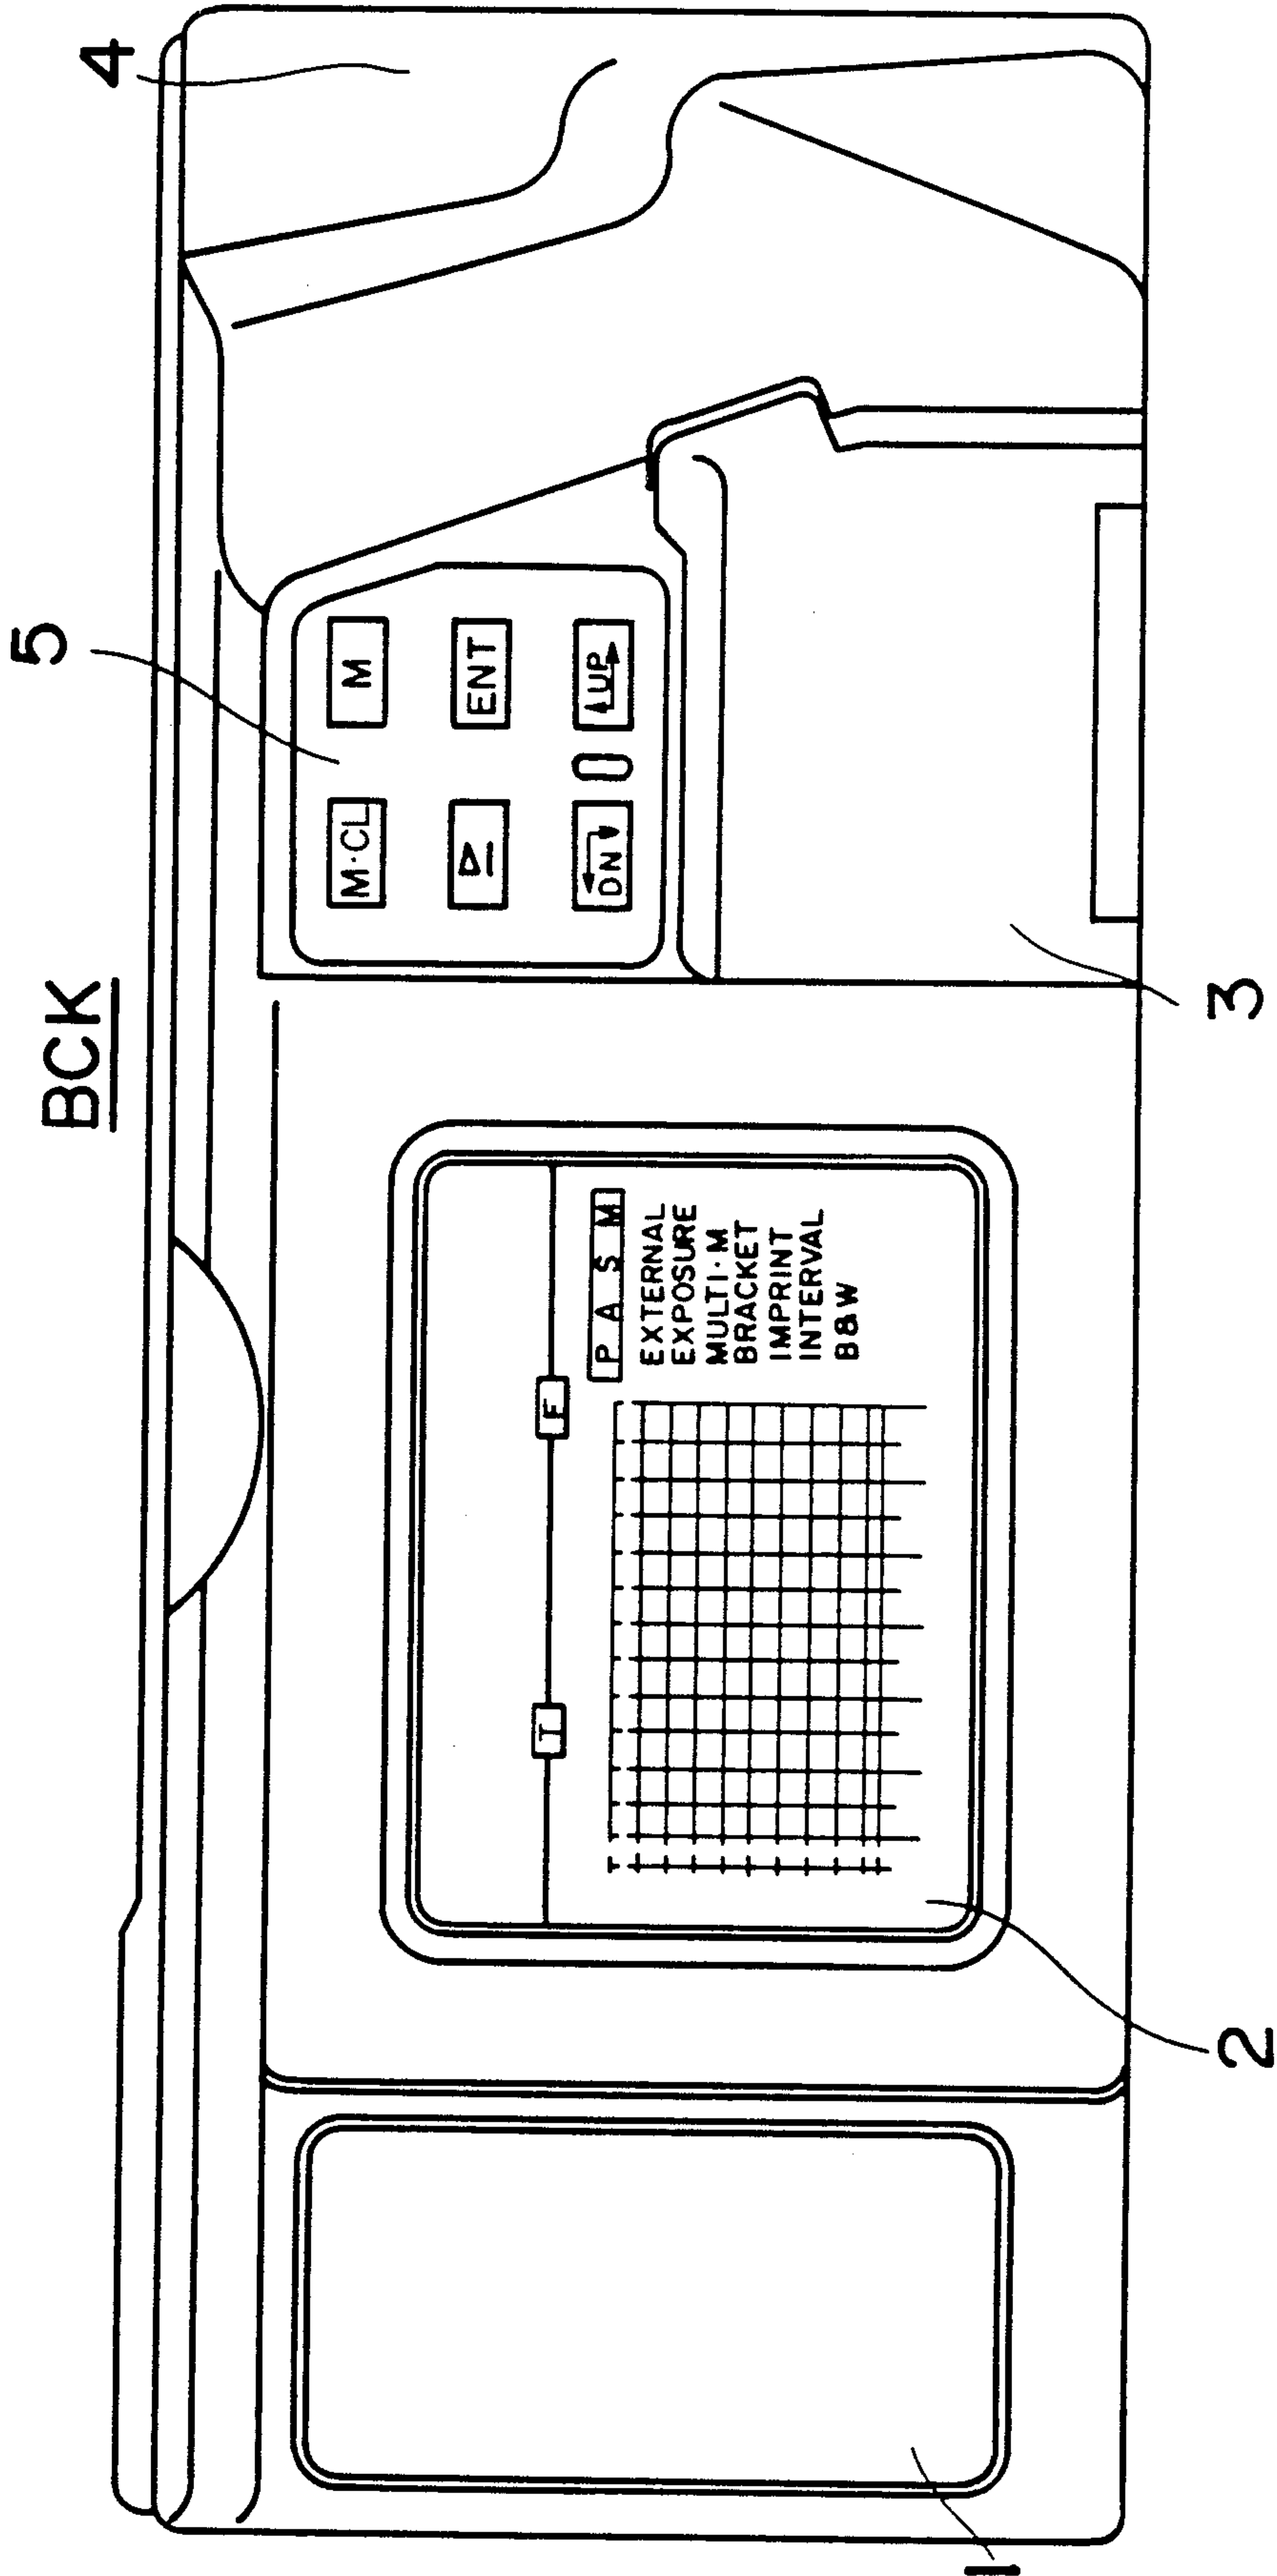 BCK
4
5
M·CL
M
ENT
DN
UP
T
F
P A S M
EXTERNAL
EXPOSURE
MULTI·M
BRACKET
IMPRINT
INTERVAL
B&W
1
2
3